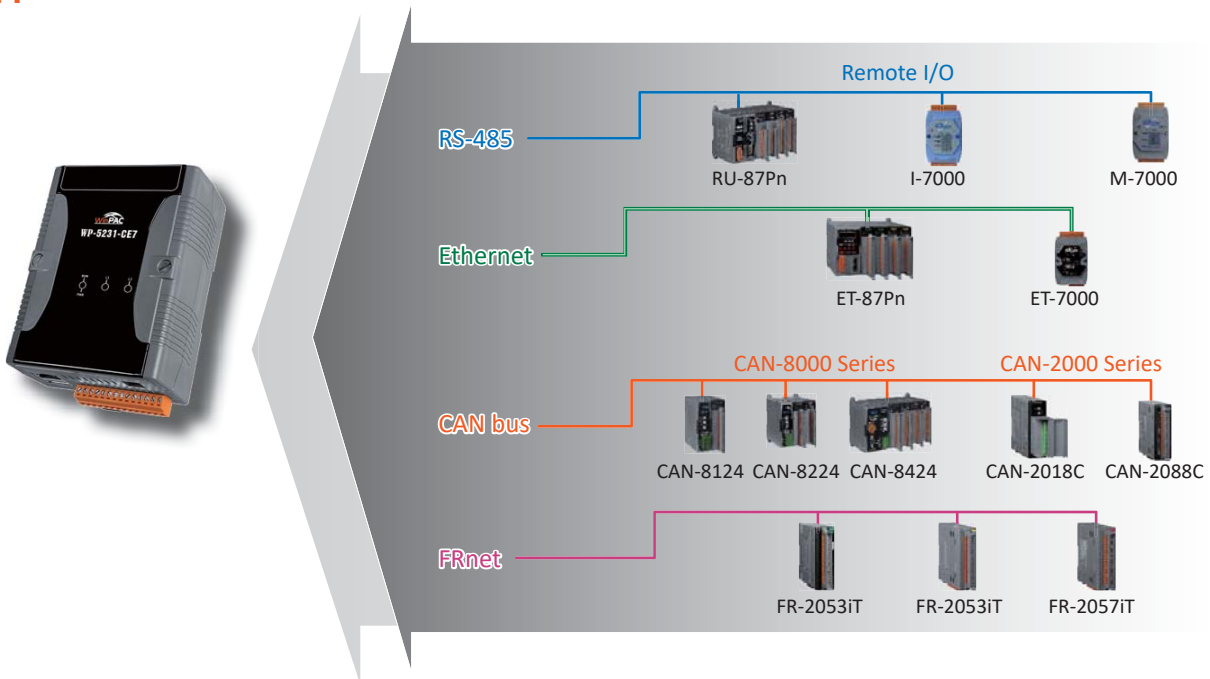 Remote I/O
RS-485
RU-87Pn
I-7000
M-7000
Ethernet
ET-87Pn
ET-7000
WinPAC
WP-5231-CE7
CAN-8000 Series
CAN-2000 Series
CAN bus
CAN-8124
CAN-8224
CAN-8424
CAN-2018C
CAN-2088C
FRnet
FR-2053iT
FR-2053iT
FR-2057iT